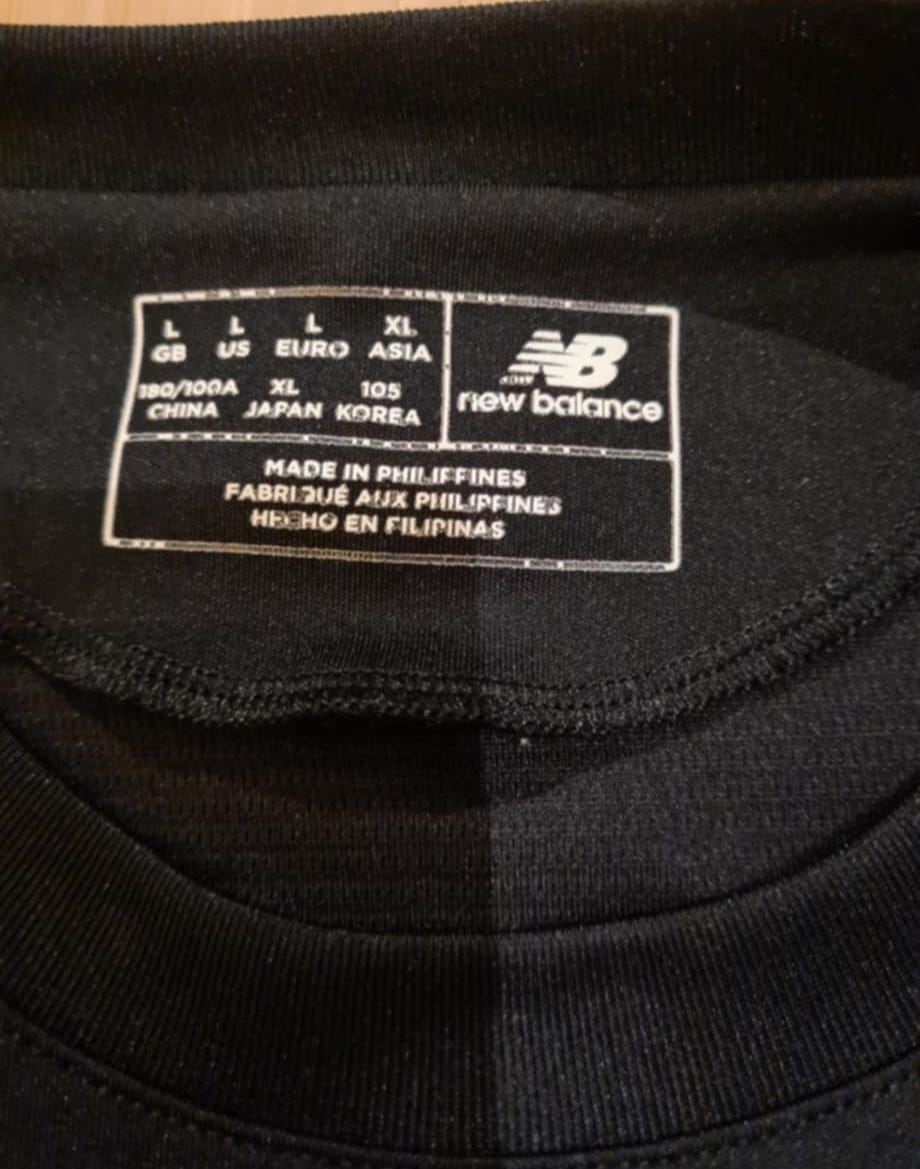 L L L XL
GB US EURO ASIA
180/100A XL 105
CHINA JAPAN KOREA
NB
new balance
MADE IN PHILIPPINES
FABRIQUÉ AUX PHILIPPINES
HECHO EN FILIPINAS